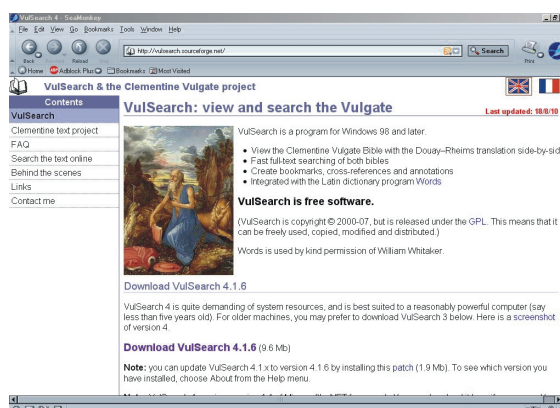 VulSearch 4 - SeaMonkey
File Edit View Go Bookmarks Tools Window Help
Back Reload Print
http://vulsearch.sourceforge.net/
Search
Home Adblock Plus Bookmarks Most Visited
VulSearch & the Clementine Vulgate project
Contents
VulSearch
Clementine text project
FAQ
Search the text online
Behind the scenes
Links
Contact me
VulSearch: view and search the Vulgate
Last updated: 18/8/10
VulSearch is a program for Windows 98 and later.
• View the Clementine Vulgate Bible with the Douay–Rheims translation side-by-sid
• Fast full-text searching of both bibles
• Create bookmarks, cross-references and annotations
• Integrated with the Latin dictionary program Words
VulSearch is free software.
(VulSearch is copyright © 2000-07, but is released under the GPL. This means that it
can be freely used, copied, modified and distributed.)
Words is used by kind permission of William Whitaker.
Download VulSearch 4.1.6
VulSearch 4 is quite demanding of system resources, and is best suited to a reasonably powerful computer (say
less than five years old). For older machines, you may prefer to download VulSearch 3 below. Here is a screenshot
of version 4.
Download VulSearch 4.1.6 (9.6 Mb)
Note: you can update VulSearch 4.1.x to version 4.1.6 by installing this patch (1.9 Mb). To see which version you
have installed, choose About from the Help menu.